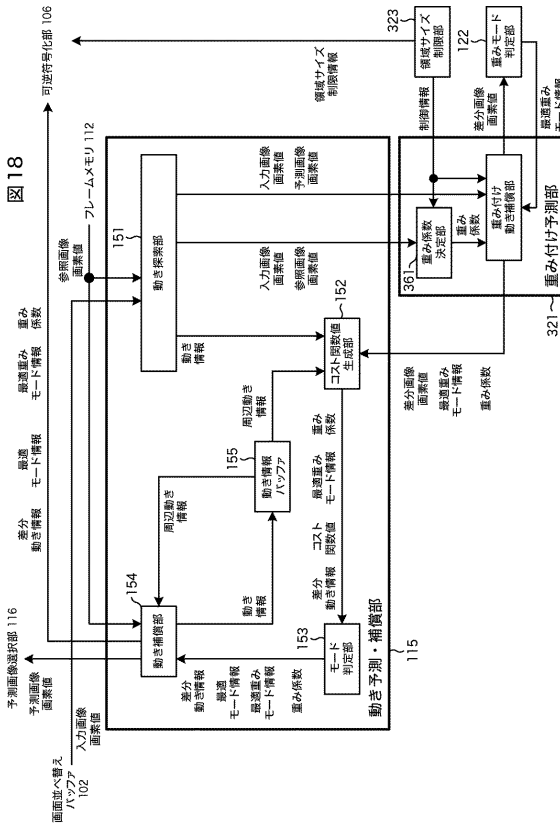 図18
可逆符号化部 106
予測画像選択部 116
予測画像
画素値
差分
動き情報
最適
モード情報
最適重み
モード情報
重み
係数
画面並べ替え
バッファ
102
入力画像
画素値
参照画像
画素値
フレームメモリ 112
154
動き補償部
151
動き探索部
周辺動き
情報
155
動き情報
バッファ
動き
情報
周辺動き
情報
動き
情報
入力画像
画素値
参照画像
画素値
入力画像
画素値
予測画像
画素値
領域サイズ
制限情報
差分
動き情報
最適
モード情報
最適重み
モード情報
重み係数
153
モード
判定部
差分
動き情報
コスト
関数値
最適重み
モード情報
重み
係数
152
コスト関数値
生成部
動き予測・補償部
115
361
重み係数
決定部
重み
係数
制御情報
323
領域サイズ
制限部
差分画像
画素値
最適重み
モード情報
重み係数
重み付け
動き補償部
差分画像
画素値
122
重みモード
判定部
最適重み
モード情報
321
重み付け予測部